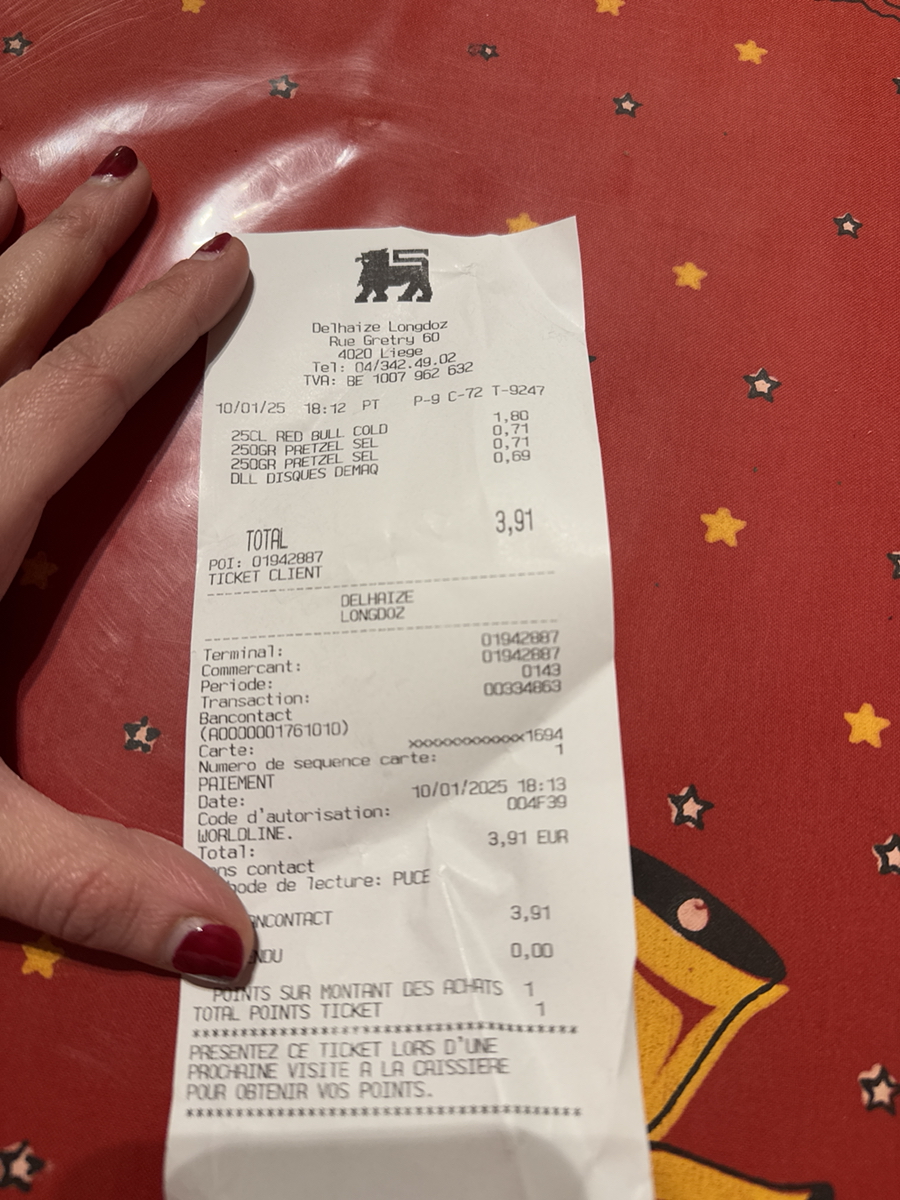 Delhaize Longdoz
Rue Gretry 60
4020 Liege
Tel: 04/342.49.02
TVA: BE 1007 962 632
10/01/25 18:12 PT P-9 C-72 T-9247
25CL RED BULL COLD 1,80
250GR PRETZEL SEL 0,71
250GR PRETZEL SEL 0,71
DLL DISQUES DEMAQ 0,69
TOTAL 3,91
POI: 01942887
TICKET CLIENT
DELHAIZE
LONGDOZ
Terminal: 01942887
Commercant: 01942887
Periode: 0143
Transaction: 00334863
Bancontact
(A0000001761010)
Carte: xxxxxxxxxxxx1694
Numero de sequence carte: 1
PAIEMENT
Date: 10/01/2025 18:13
Code d'autorisation: 004F39
WORLDLINE.
Total: 3,91 EUR
ns contact
hode de lecture: PUCE
ANCONTACT 3,91
NDU 0,00
POINTS SUR MONTANT DES ACHATS 1
TOTAL POINTS TICKET 1
*****************************************
PRESENTEZ CE TICKET LORS D'UNE
PROCHAINE VISITE A LA CAISSIERE
POUR OBTENIR VOS POINTS.
*****************************************